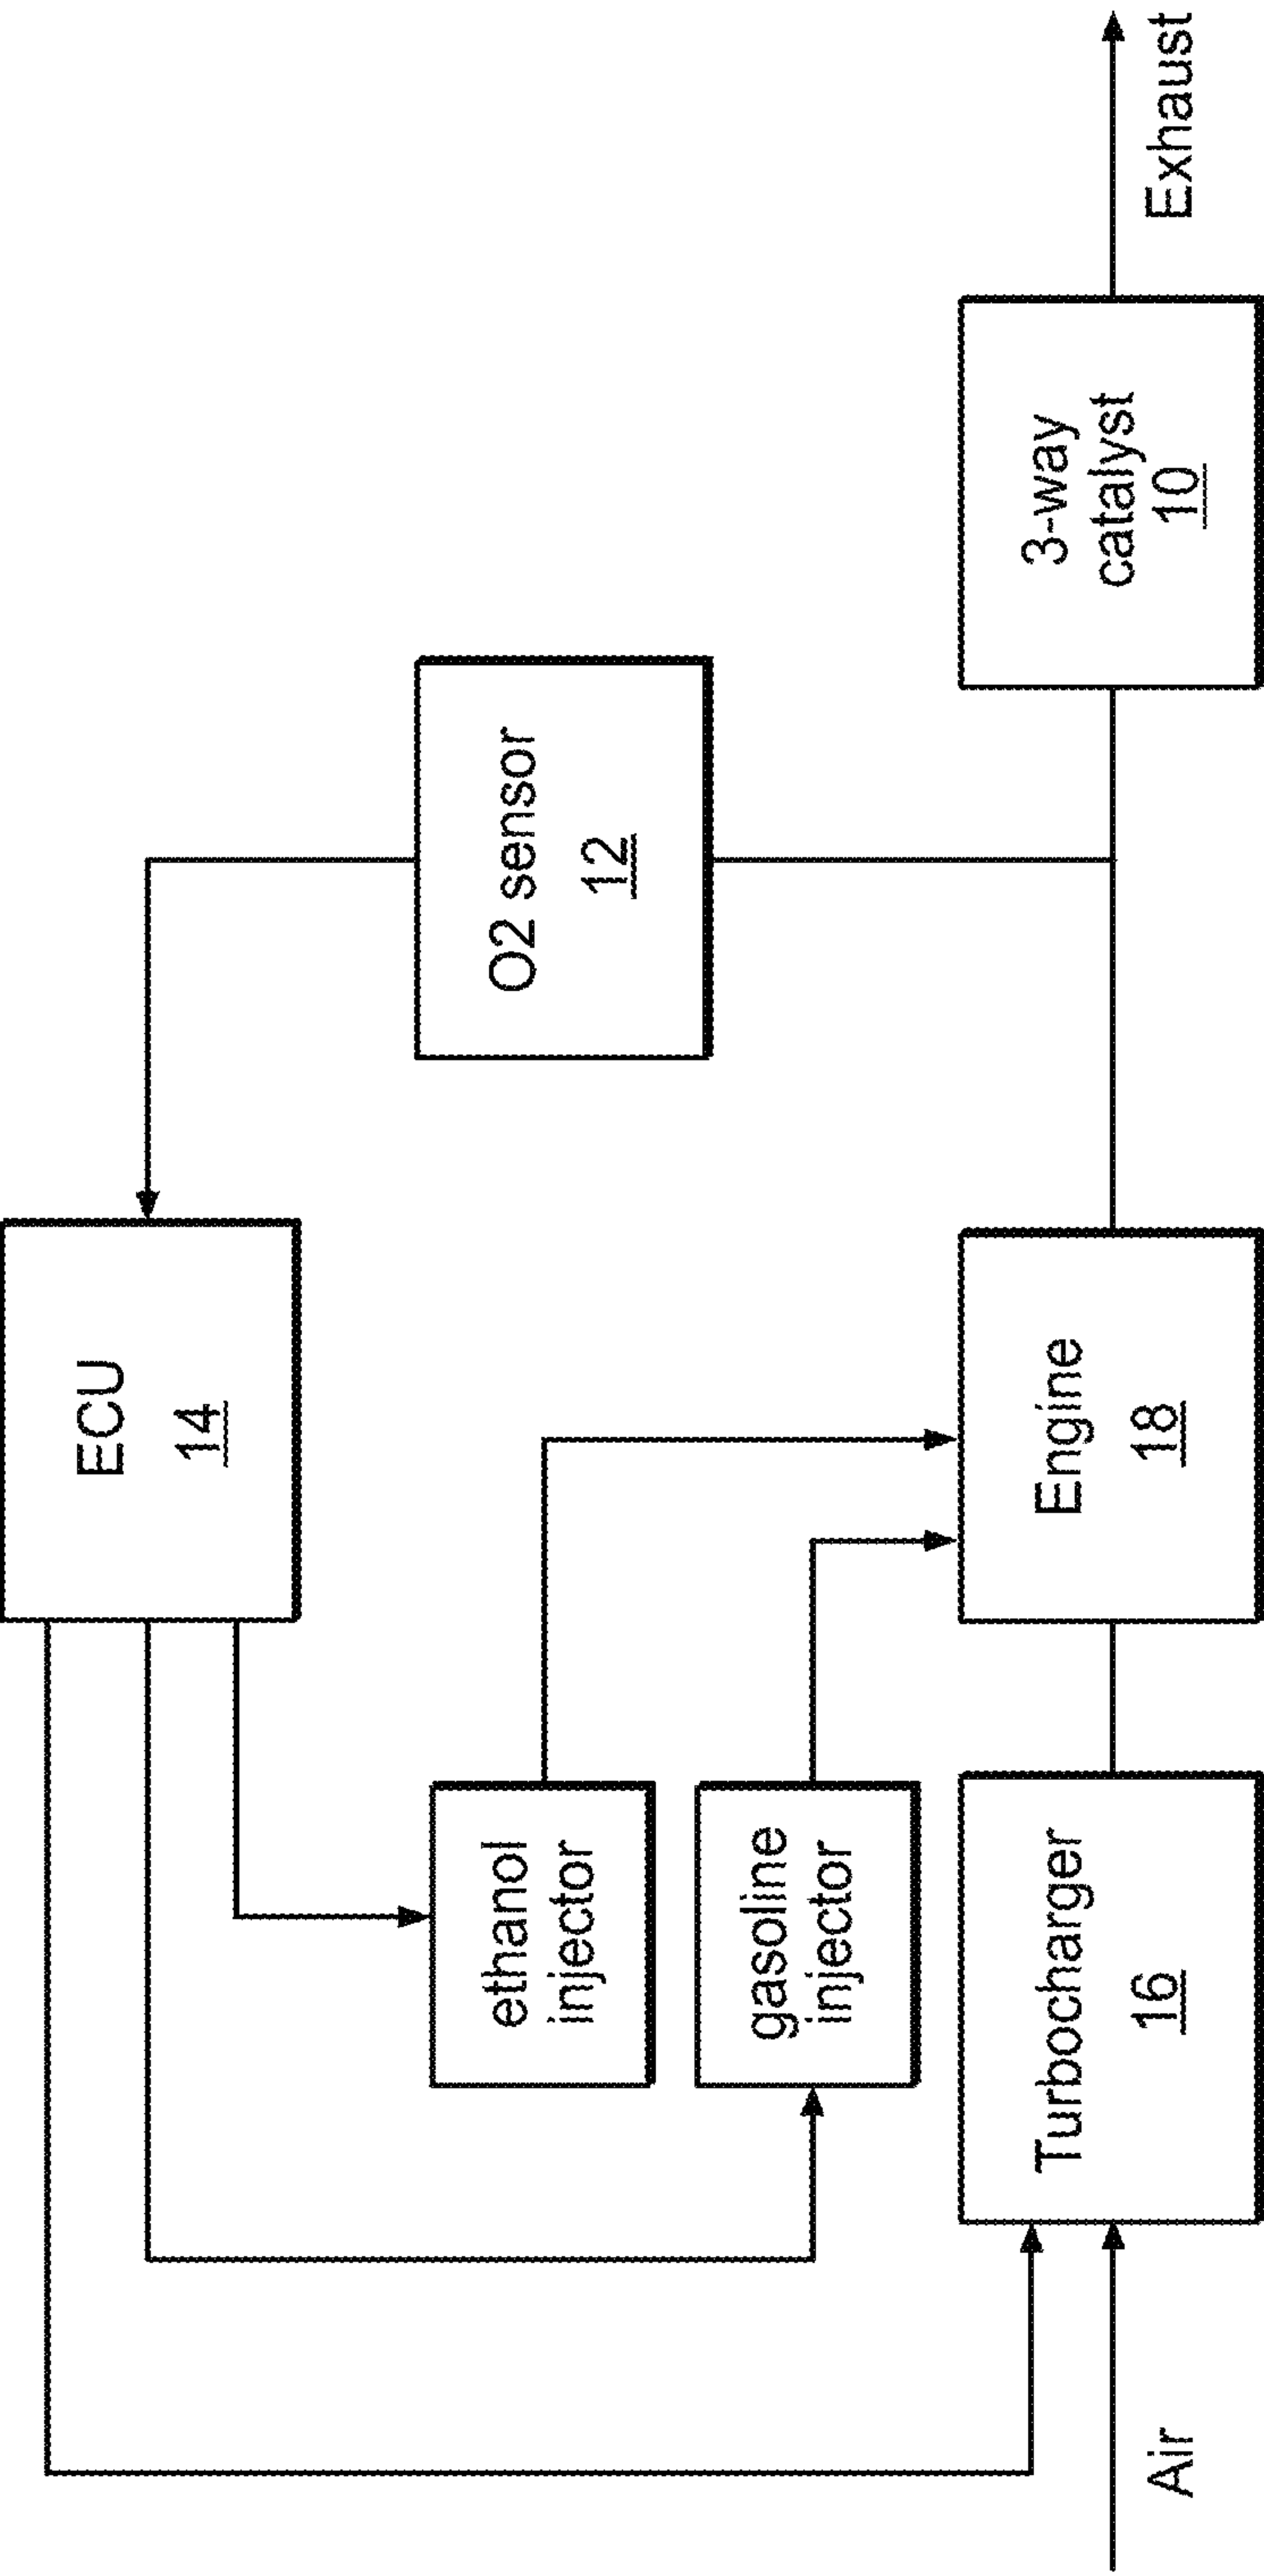 ECU
14
O2 sensor
12
ethanol
injector
gasoline
injector
Air
Turbocharger
16
Engine
18
3-way
catalyst
10
Exhaust